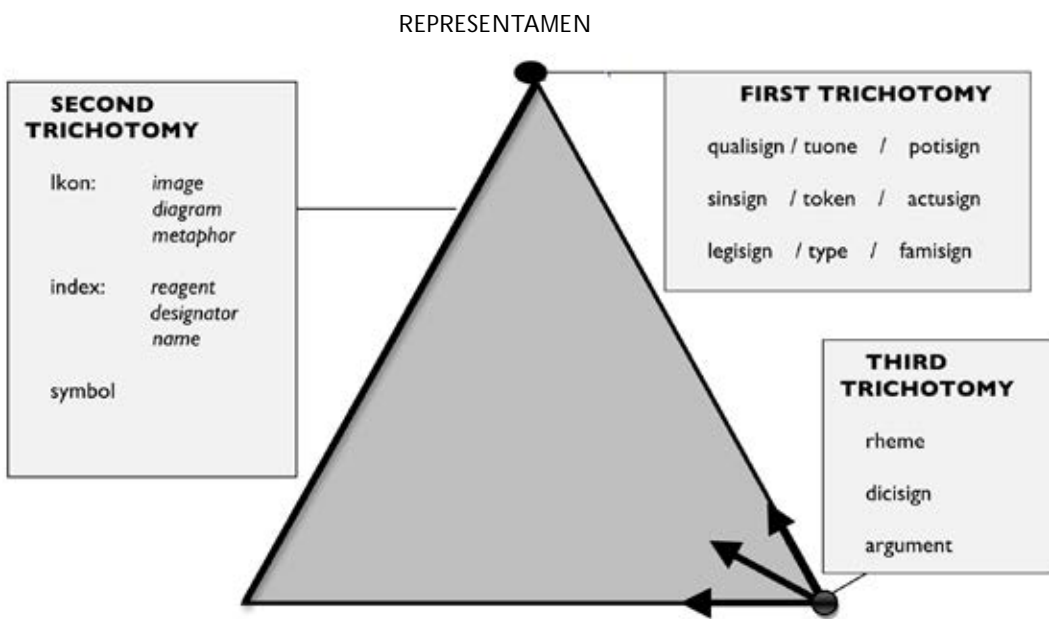 REPRESENTAMEN
SECOND
TRICHOTOMY
Ikon: image
diagram
metaphor
index: reagent
designator
name
symbol
FIRST TRICHOTOMY
qualisign / tuone / potisign
sinsign / token / actusign
legisign / type / famisign
THIRD
TRICHOTOMY
rheme
dicisign
argument